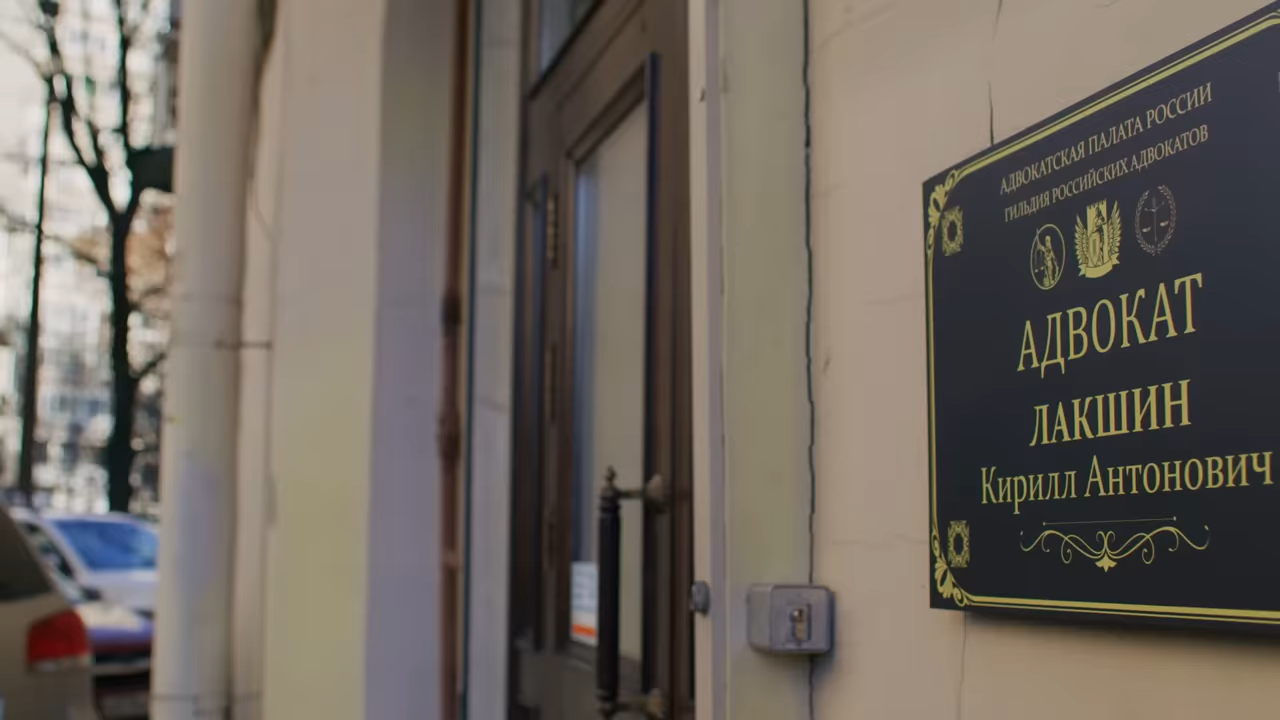 АДВОКАТСКАЯ ПАЛАТА РОССИИ
ГИЛЬДИЯ РОССИЙСКИХ АДВОКАТОВ
АДВОКАТ
ЛАКШИН
Кирилл Антонович